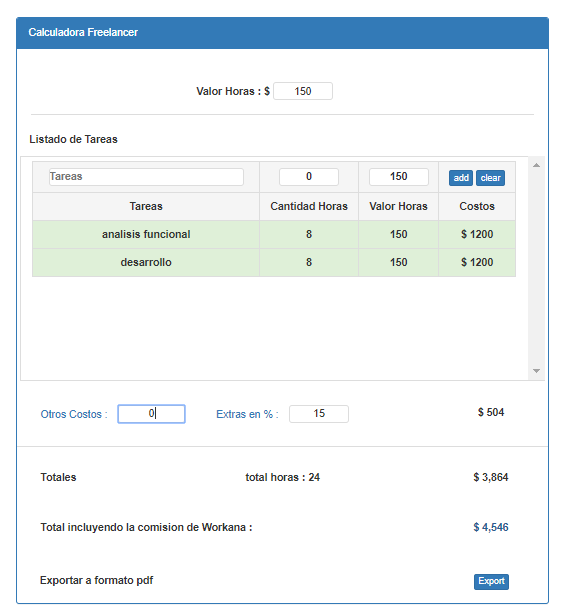 Calculadora Freelancer
Valor Horas : $ 150
Listado de Tareas
Tareas 0 150 add clear
Tareas Cantidad Horas Valor Horas Costos
analisis funcional 8 150 $ 1200
desarrollo 8 150 $ 1200
Otros Costos : 0 Extras en % : 15 $ 504
Totales total horas : 24 $ 3,864
Total incluyendo la comision de Workana : $ 4,546
Exportar a formato pdf Export